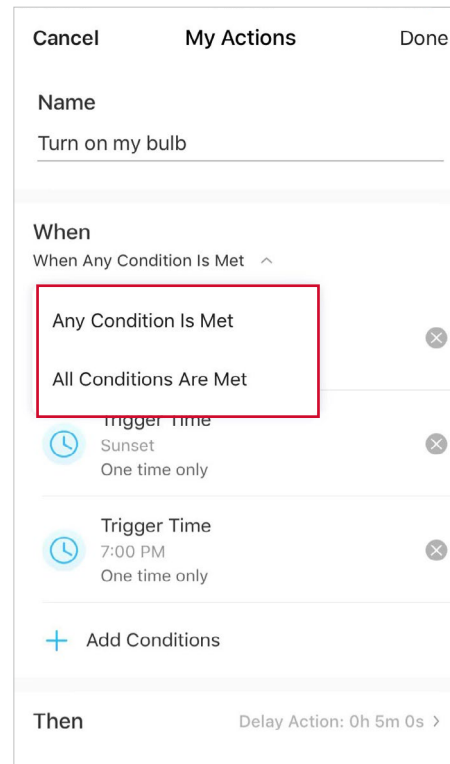 Cancel My Actions Done
Name
Turn on my bulb
When
When Any Condition Is Met
Any Condition Is Met
All Conditions Are Met
Trigger Time
Sunset
One time only
Trigger Time
7:00 PM
One time only
Add Conditions
Then Delay Action: 0h 5m 0s